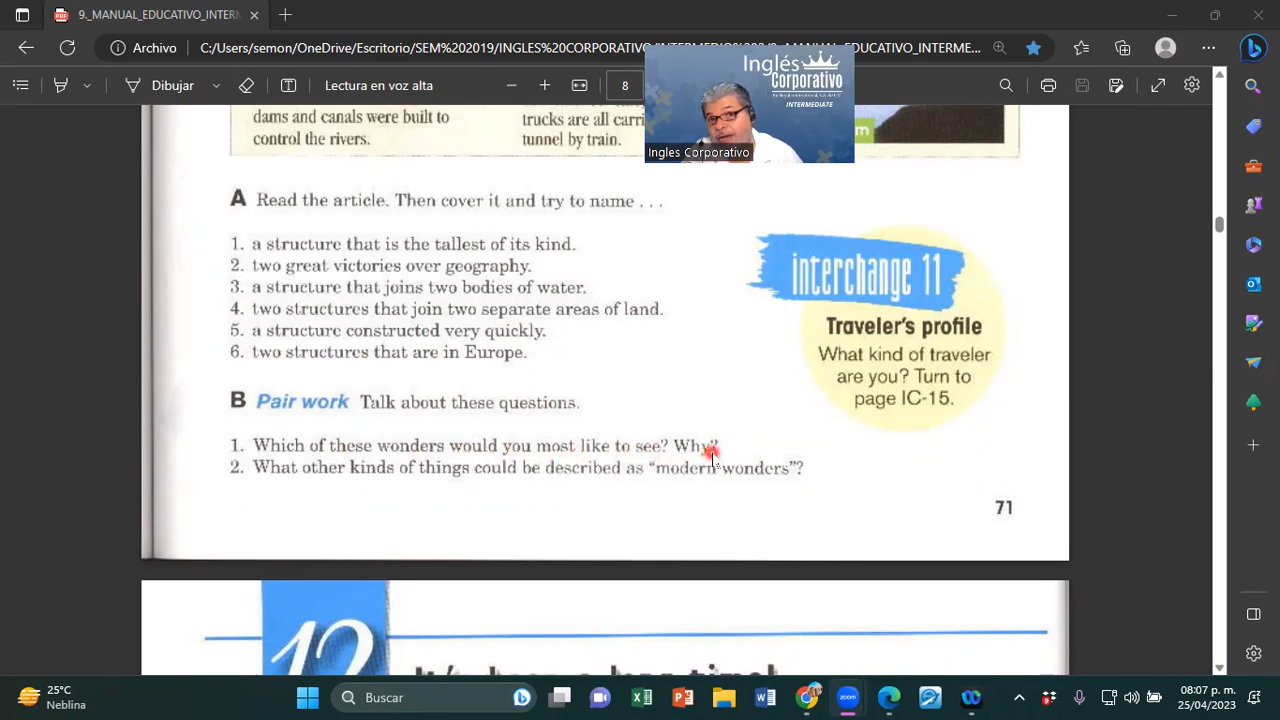 9._MANUAL_EDUCATIVO_INTERM
Archivo
C:/Users/semon/OneDrive/Escritorio/SEM%202019/INGLES%20CORPORATIVO
ME...
Dibujar
Lectura en voz alta
8
Inglés
Corporativo
INTERMEDIATE
Ingles Corporativo
dams and canals were built to
control the rivers.
trucks are all carri
tunnel by train.
A Read the article. Then cover it and try to name . . .
1. a structure that is the tallest of its kind.
2. two great victories over geography.
3. a structure that joins two bodies of water.
4. two structures that join two separate areas of land.
5. a structure constructed very quickly.
6. two structures that are in Europe.
interchange 11
Traveler's profile
What kind of traveler
are you? Turn to
page IC-15.
B Pair work Talk about these questions.
1. Which of these wonders would you most like to see? Why?
2. What other kinds of things could be described as "modern wonders"?
71
12
25°C
Neblina
Buscar
zoom
08:07 p. m.
25/04/2023